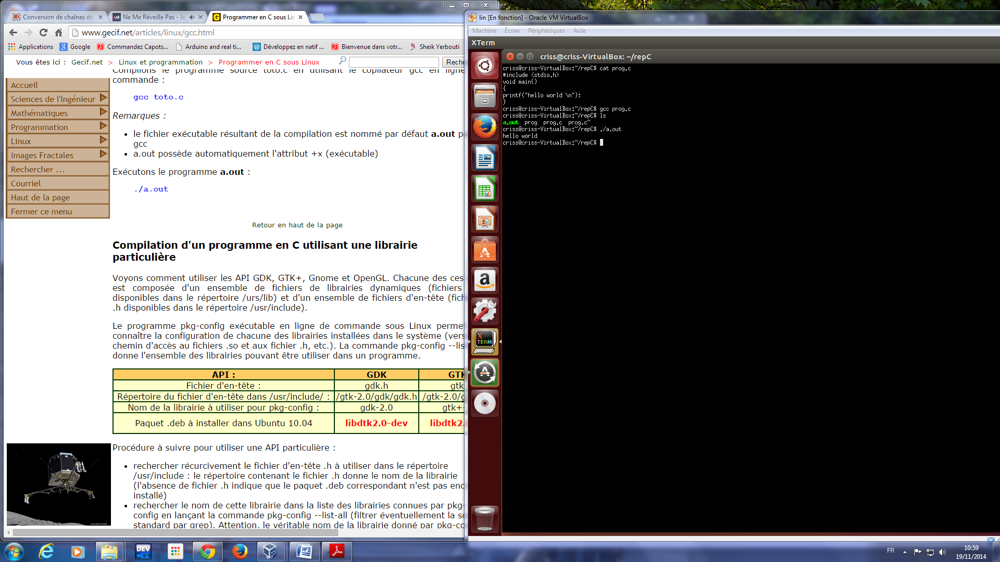 Conversion de chaînes de
Ne Me Réveille Pas - Je
Programmer en C sous Lin
www.gecif.net/articles/linux/gcc.html
Applications
Google
Commandez Capots...
Arduino and real ti...
Développez en natif ...
Bienvenue dans votr...
Sheik Yerbouti
Vous êtes ici : Gecif.net > Linux et programmation > Programmer en C sous Linux
Reche
Compilons le programme source toto.c en utilisant le copilateur gcc en ligne
commande :
gcc toto.c
Remarques :
le fichier exécutable résultant de la compilation est nommé par défaut a.out pa
gcc
a.out possède automatiquement l'attribut +x (exécutable)
Exécutons le programme a.out :
./a.out
Retour en haut de la page
Accueil
Sciences de l'Ingénieur
Mathématiques
Programmation
Linux
Images Fractales
Rechercher ...
Courriel
Haut de la page
Fermer ce menu
Compilation d'un programme en C utilisant une librairie
particulière
Voyons comment utiliser les API GDK, GTK+, Gnome et OpenGL. Chacune des ces
est composée d'un ensemble de fichiers de librairies dynamiques (fichiers
disponibles dans le répertoire /urs/lib) et d'un ensemble de fichiers d'en-tête (fich
.h disponibles dans le répertoire /usr/include).
Le programme pkg-config exécutable en ligne de commande sous Linux permet
connaître la configuration de chacune des librairies installées dans le système (vers
chemin d'accès au fichiers .so et aux fichier .h, etc.). La commande pkg-config --lis
donne l'ensemble des librairies pouvant être utiliser dans un programme.
API : GDK GTK
Fichier d'en-tête : gdk.h gtk
Répertoire du fichier d'en-tête dans /usr/include/ : /gtk-2.0/gdk/gdk.h /gtk-2.0/g
Nom de la librairie à utiliser pour pkg-config : gdk-2.0 gtk+
Paquet .deb à installer dans Ubuntu 10.04 libdtk2.0-dev libdtk2.
Procédure à suivre pour utiliser une API particulière :
rechercher récurcivement le fichier d'en-tête .h à utiliser dans le répertoire
/usr/include : le répertoire contenant le fichier .h donne le nom de la librairie
(l'absence de fichier .h indique que le paquet .deb correspondant n'est pas enc
installé)
rechercher le nom de cette librairie dans la liste des librairies connues par pkg-
config en lançant la commande pkg-config --list-all (filtrer éventuellement la so
standard par grep). Attention, le véritable nom de la librairie donné par pkg-co
lin [En fonction] - Oracle VM VirtualBox
Machine Écran Périphériques Aide
XTerm
criss@criss-VirtualBox: ~/repC
criss@criss-VirtualBox:~/repC$ cat prog.c
#include <stdio.h>
void main()
{
printf("hello world \n");
}
criss@criss-VirtualBox:~/repC$ gcc prog.c
criss@criss-VirtualBox:~/repC$ ls
a.out prog prog.c prog.c~
criss@criss-VirtualBox:~/repC$ ./a.out
hello world
criss@criss-VirtualBox:~/repC$
X
TERM
DEV
C++
FR
10:59
19/11/2014